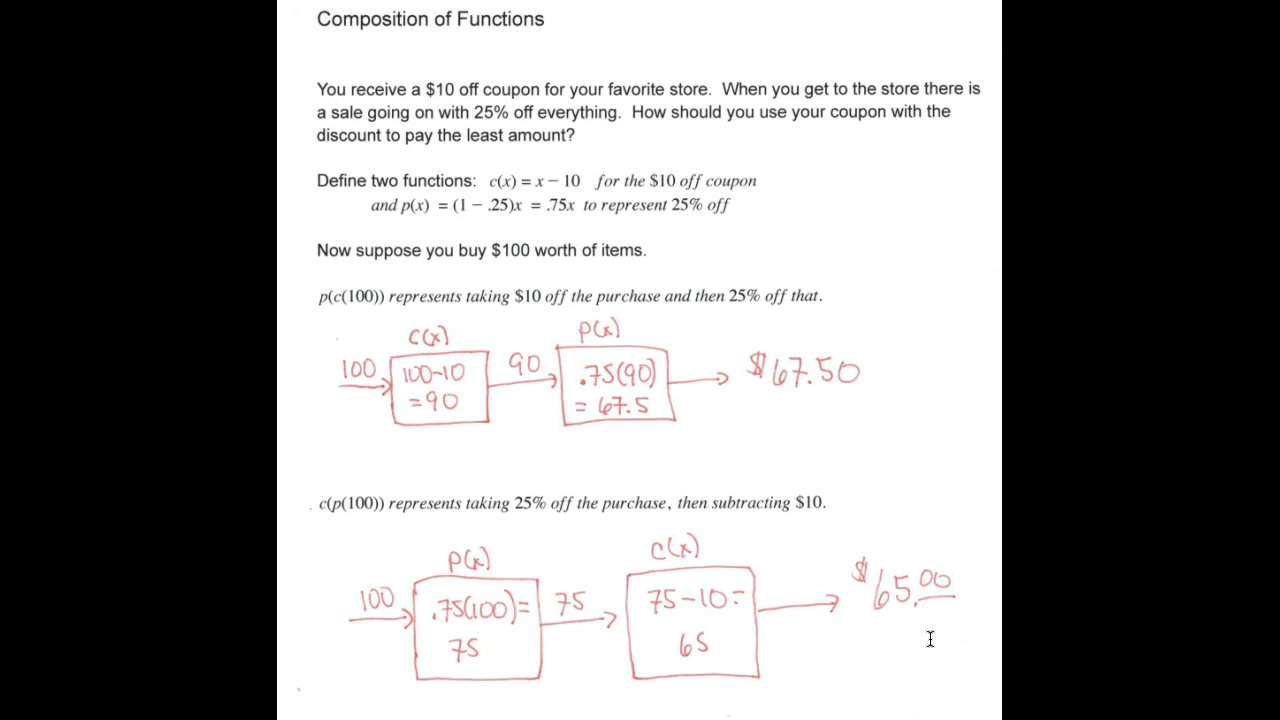 Composition of Functions
You receive a $10 off coupon for your favorite store. When you get to the store there is
a sale going on with 25% off everything. How should you use your coupon with the
discount to pay the least amount?
Define two functions: c(x) = x − 10 for the $10 off coupon
and p(x) = (1 − .25)x = .75x to represent 25% off
Now suppose you buy $100 worth of items.
p(c(100)) represents taking $10 off the purchase and then 25% off that.
c(x) p(x)
100 100-10 90 .75(90) $67.50
=90 = 67.5
c(p(100)) represents taking 25% off the purchase, then subtracting $10.
p(x) c(x)
100 .75(100)= 75 75-10= $65.00
75 65